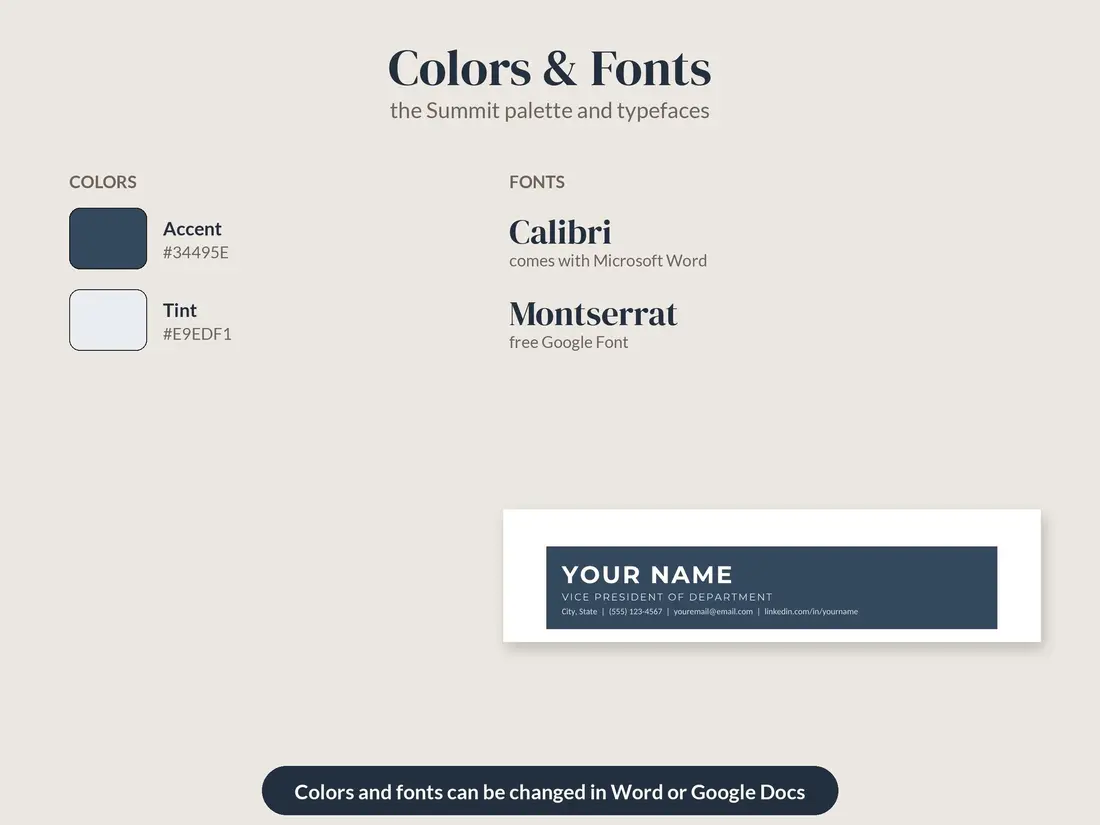 Colors & Fonts
the Summit palette and typefaces
COLORS
Accent
#34495E
Tint
#E9EDF1
FONTS
Calibri
comes with Microsoft Word
Montserrat
free Google Font
YOUR NAME
VICE PRESIDENT OF DEPARTMENT
City, State | (555) 123-4567 | youremail@email.com | linkedin.com/in/yourname
Colors and fonts can be changed in Word or Google Docs